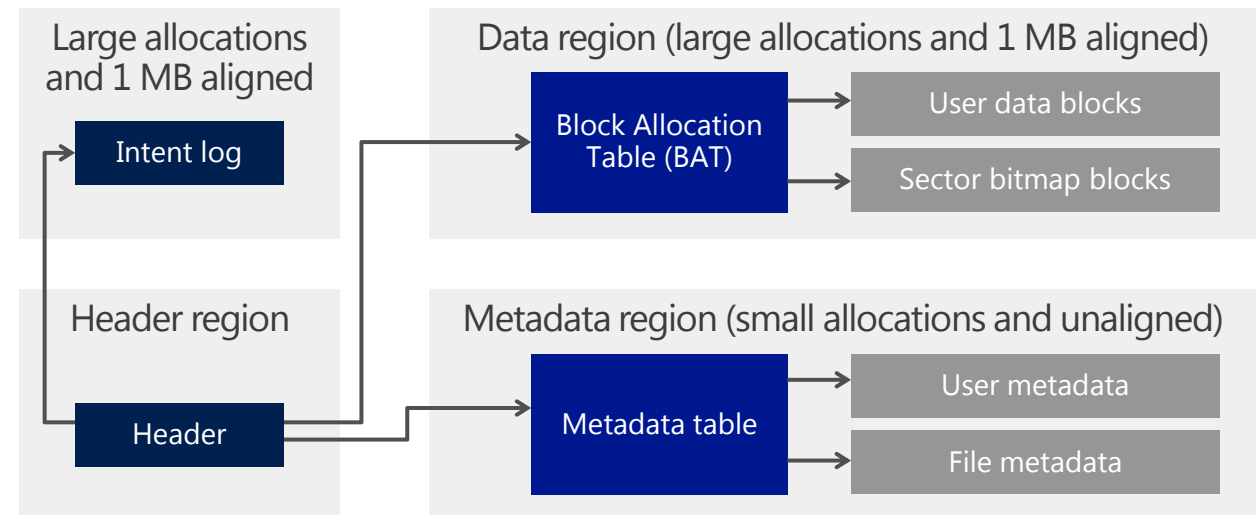 Large allocations
and 1 MB aligned
Intent log
Data region (large allocations and 1 MB aligned)
Block Allocation
Table (BAT)
User data blocks
Sector bitmap blocks
Header region
Header
Metadata region (small allocations and unaligned)
Metadata table
User metadata
File metadata